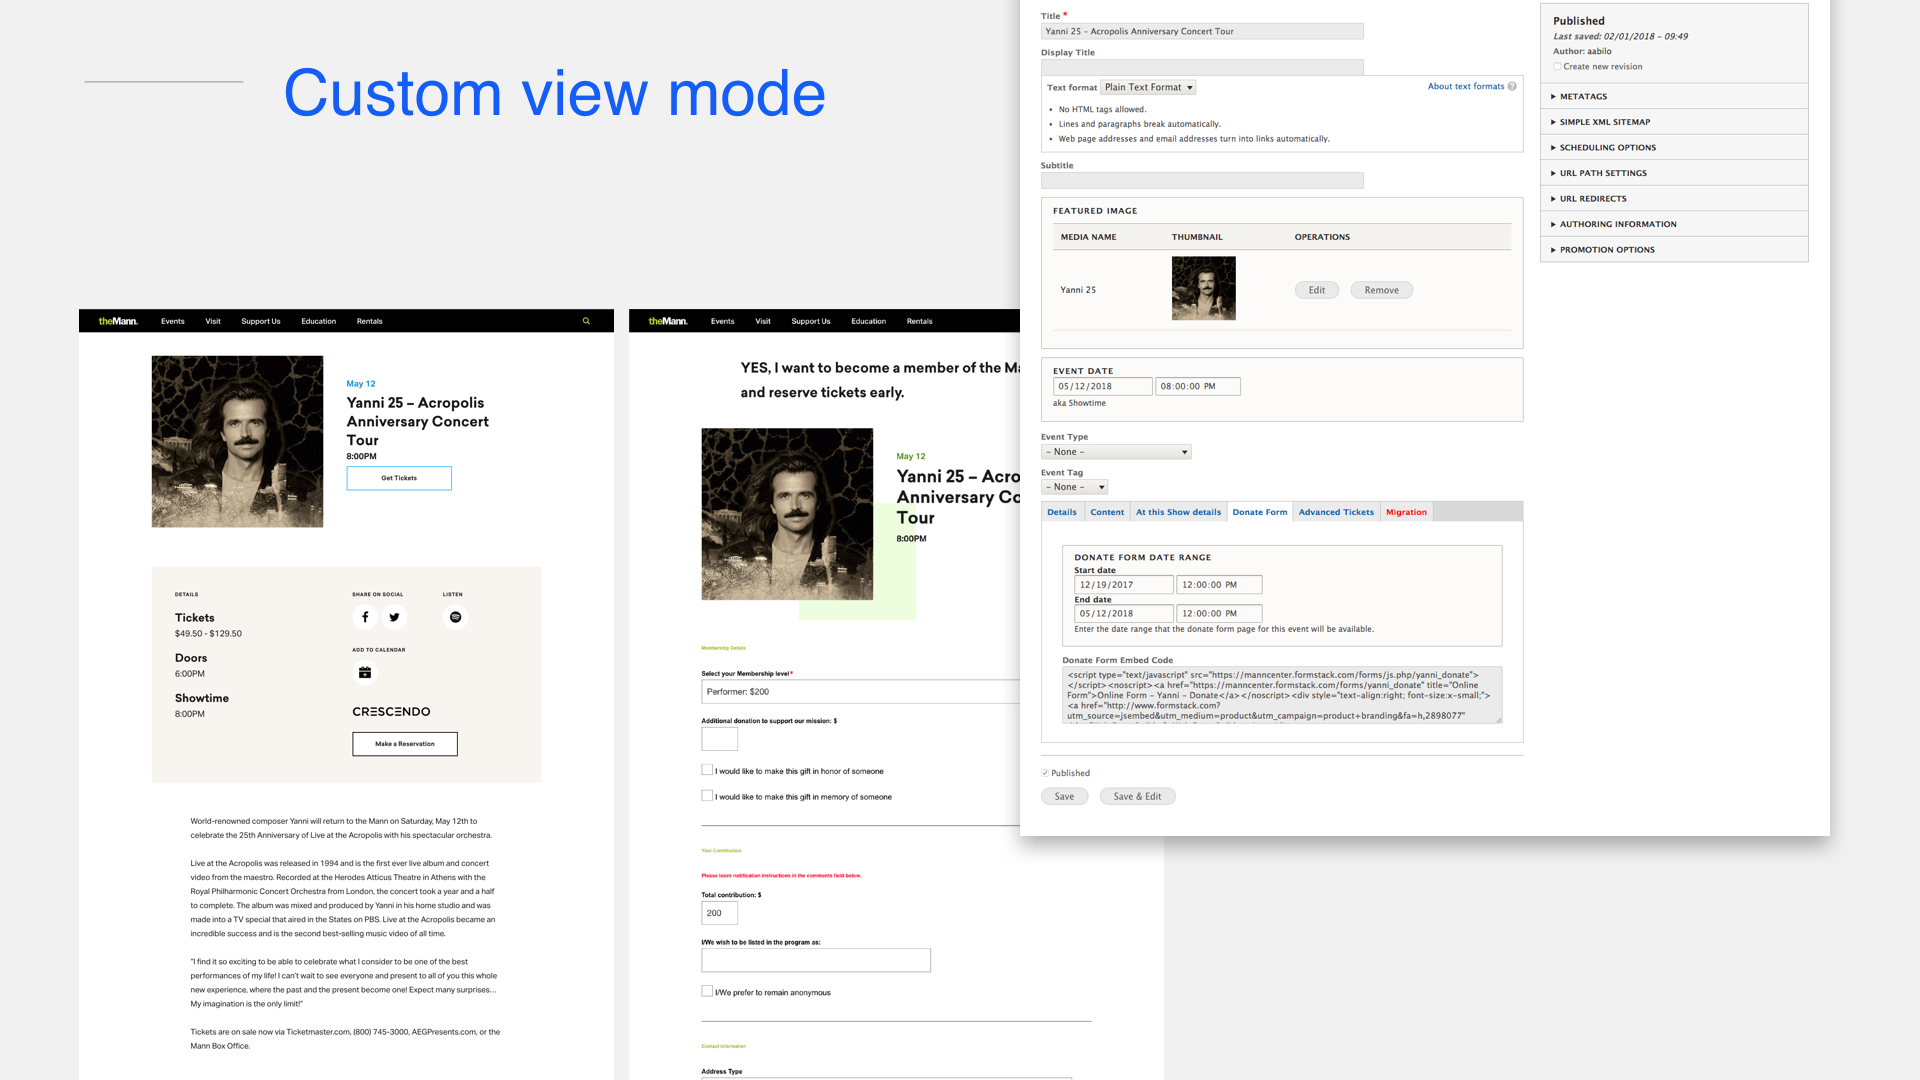 Custom view mode
theMann.
Events
Visit
Support Us
Education
Rentals
May 12
Yanni 25 – Acropolis
Anniversary Concert
Tour
8:00PM
Get Tickets
DETAILS
Tickets
$49.50 - $129.50
Doors
6:00PM
Showtime
8:00PM
SHARE ON SOCIAL
LISTEN
ADD TO CALENDAR
CRESCENDO
Make a Reservation
World-renowned composer Yanni will return to the Mann on Saturday, May 12th to
celebrate the 25th Anniversary of Live at the Acropolis with his spectacular orchestra.
Live at the Acropolis was released in 1994 and is the first ever live album and concert
video from the maestro. Recorded at the Herodes Atticus Theatre in Athens with the
Royal Philharmonic Concert Orchestra from London, the concert took a year and a half
to complete. The album was mixed and produced by Yanni in his home studio and was
made into a TV special that aired in the States on PBS. Live at the Acropolis became an
incredible success and is the second best-selling music video of all time.
"I find it so exciting to be able to celebrate what I consider to be one of the best
performances of my life! I can't wait to see everyone and present to all of you this whole
new experience, where the past and the present become one! Expect many surprises...
My imagination is the only limit!"
Tickets are on sale now via Ticketmaster.com, (800) 745-3000, AEGPresents.com, or the
Mann Box Office.
theMann.
Events
Visit
Support Us
Education
Rentals
YES, I want to become a member of the Ma
and reserve tickets early.
May 12
Yanni 25 – Acro
Anniversary Co
Tour
8:00PM
Membership Details
Select your Membership level*
Performer: $200
Additional donation to support our mission: $
I would like to make this gift in honor of someone
I would like to make this gift in memory of someone
Your Contribution
Please leave notification instructions in the comments field below.
Total contribution: $
200
I/We wish to be listed in the program as:
I/We prefer to remain anonymous
Contact Information
Address Type
Title *
Yanni 25 – Acropolis Anniversary Concert Tour
Display Title
Text format Plain Text Format
About text formats ?
• No HTML tags allowed.
• Lines and paragraphs break automatically.
• Web page addresses and email addresses turn into links automatically.
Subtitle
FEATURED IMAGE
MEDIA NAME THUMBNAIL OPERATIONS
Yanni 25 Edit Remove
EVENT DATE
05/12/2018 08:00:00 PM
aka Showtime
Event Type
– None –
Event Tag
– None –
Details Content At this Show details Donate Form Advanced Tickets Migration
DONATE FORM DATE RANGE
Start date
12/19/2017 12:00:00 PM
End date
05/12/2018 12:00:00 PM
Enter the date range that the donate form page for this event will be available.
Donate Form Embed Code
<script type="text/javascript" src="https://manncenter.formstack.com/forms/js.php/yanni_donate">
</script><noscript><a href="https://manncenter.formstack.com/forms/yanni_donate" title="Online
Form">Online Form – Yanni – Donate</a></noscript><div style="text-align:right; font-size:x-small;">
<a href="http://www.formstack.com?
utm_source=jsembed&utm_medium=product&utm_campaign=product+branding&fa=h,2898077"
Published
Save Save & Edit
Published
Last saved: 02/01/2018 – 09:49
Author: aabilo
Create new revision
METATAGS
SIMPLE XML SITEMAP
SCHEDULING OPTIONS
URL PATH SETTINGS
URL REDIRECTS
AUTHORING INFORMATION
PROMOTION OPTIONS